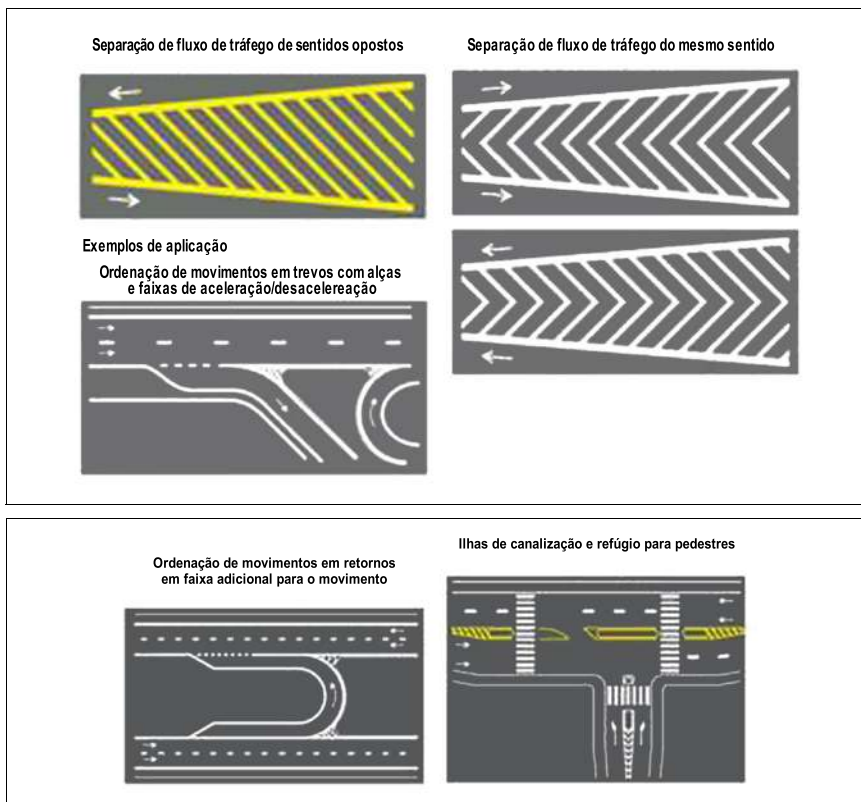 Separação de fluxo de tráfego de sentidos opostos
Separação de fluxo de tráfego do mesmo sentido
Exemplos de aplicação
Ordenação de movimentos em trevos com alças
e faixas de aceleração/desacelereação
Ordenação de movimentos em retornos
em faixa adicional para o movimento
Ilhas de canalização e refúgio para pedestres